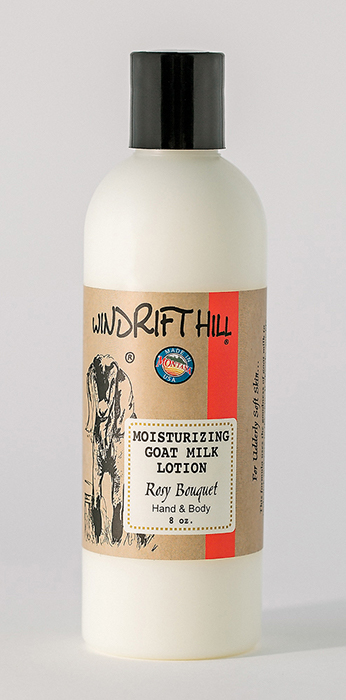 WINDRIFT HILL
®
®
MADE IN
MONTANA
USA
MOISTURIZING
GOAT MILK
LOTION
Rosy Bouquet
Hand & Body
8 oz.
For Udderly Soft Skin.